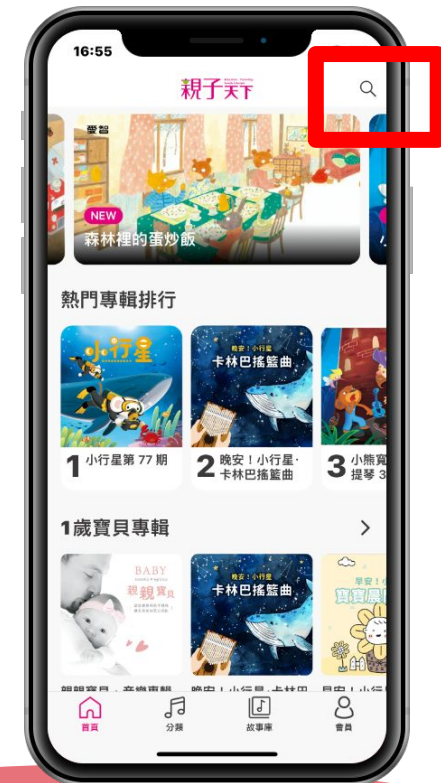 16:55
親子天下
愛智
NEW
森林裡的蛋炒飯
熱門專輯排行
小行星
晚安!小行星
卡林巴搖籃曲
1 小行星第 77 期
2 晚安!小行星·
卡林巴搖籃曲
3 小熊寬
提琴 3
1歲寶貝專輯
BABY
親親寶貝
晚安!小行星
卡林巴搖籃曲
早安!小
寶寶晨
首頁
分類
故事庫
會員